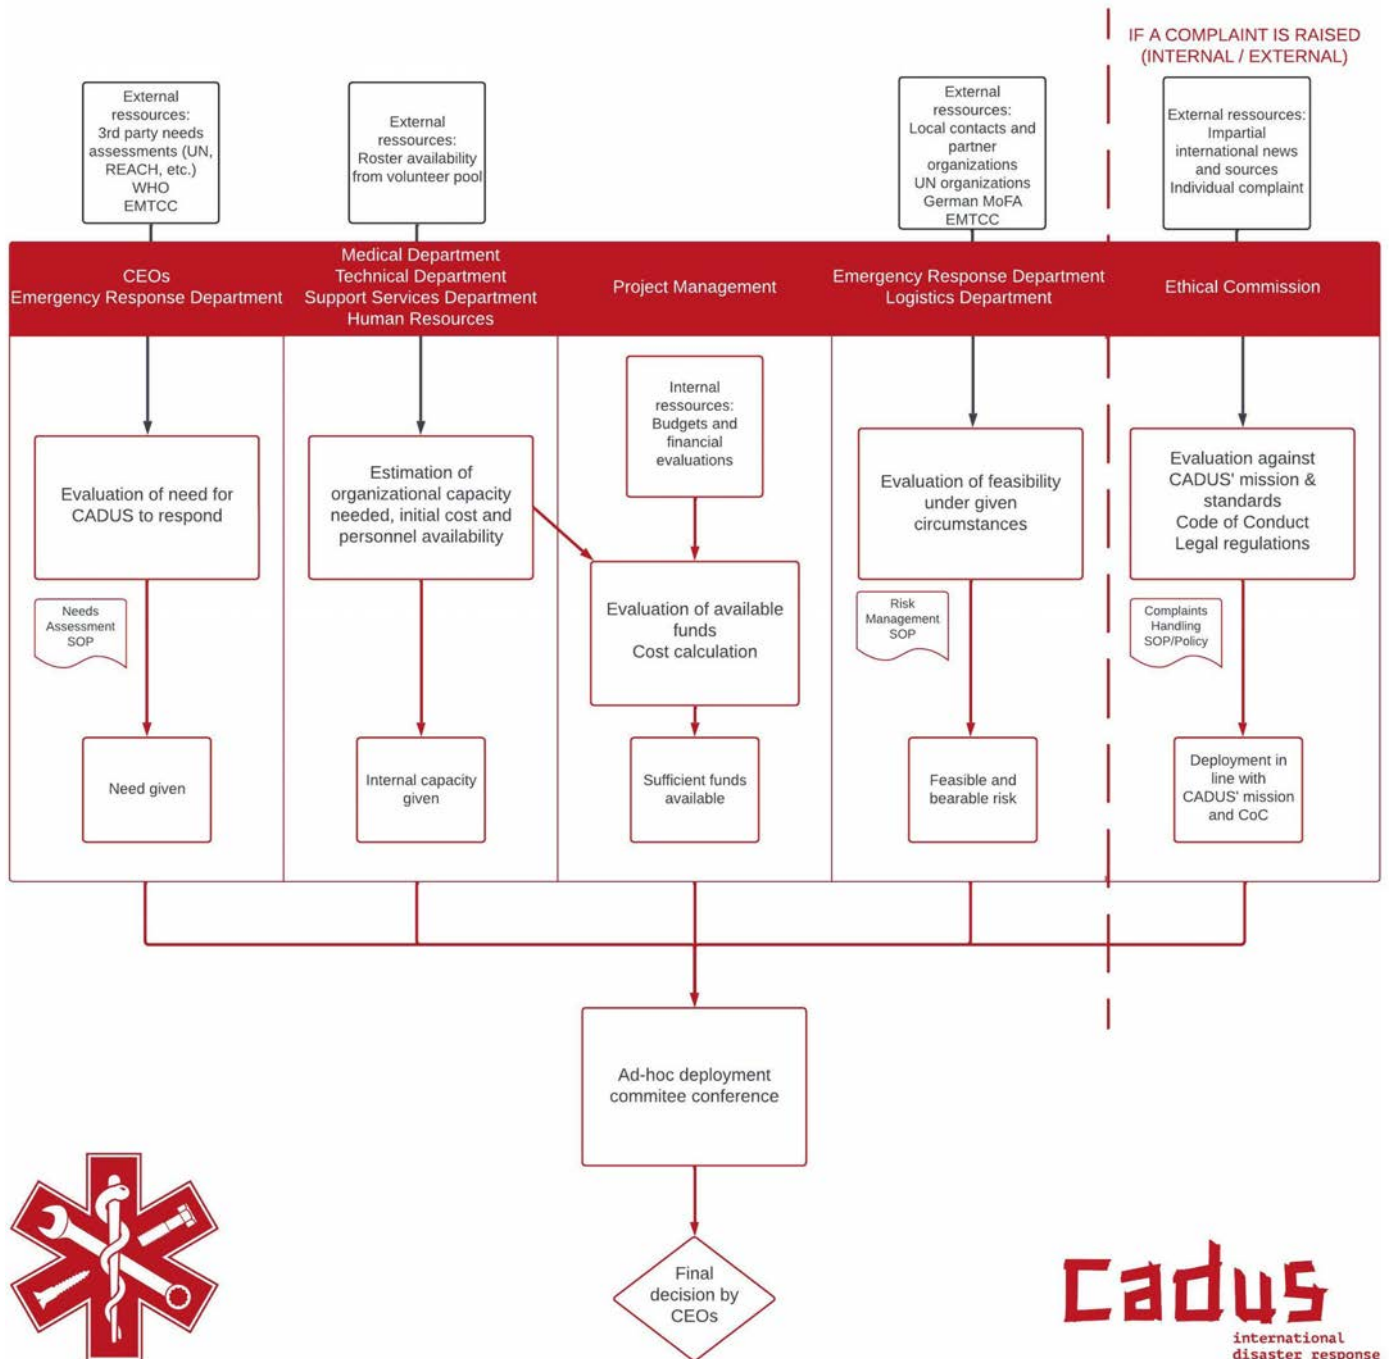 IF A COMPLAINT IS RAISED
(INTERNAL / EXTERNAL)
External
ressources:
3rd party needs
assessments (UN,
REACH, etc.)
WHO
EMTCC
External
ressources:
Roster availability
from volunteer pool
External
ressources:
Local contacts and
partner
organizations
UN organizations
German MoFA
EMTCC
External ressources:
Impartial
international news
and sources
Individual complaint
CEOs
Emergency Response Department
Medical Department
Technical Department
Support Services Department
Human Resources
Project Management
Emergency Response Department
Logistics Department
Ethical Commission
Evaluation of need for
CADUS to respond
Needs
Assessment
SOP
Need given
Estimation of
organizational capacity
needed, initial cost and
personnel availability
Internal capacity
given
Internal
ressources:
Budgets and
financial
evaluations
Evaluation of available
funds
Cost calculation
Sufficient funds
available
Evaluation of feasibility
under given
circumstances
Risk
Management
SOP
Feasible and
bearable risk
Evaluation against
CADUS' mission &
standards
Code of Conduct
Legal regulations
Complaints
Handling
SOP/Policy
Deployment in
line with
CADUS' mission
and CoC
Ad-hoc deployment
commitee conference
Final
decision by
CEOs
cadus
international
disaster response